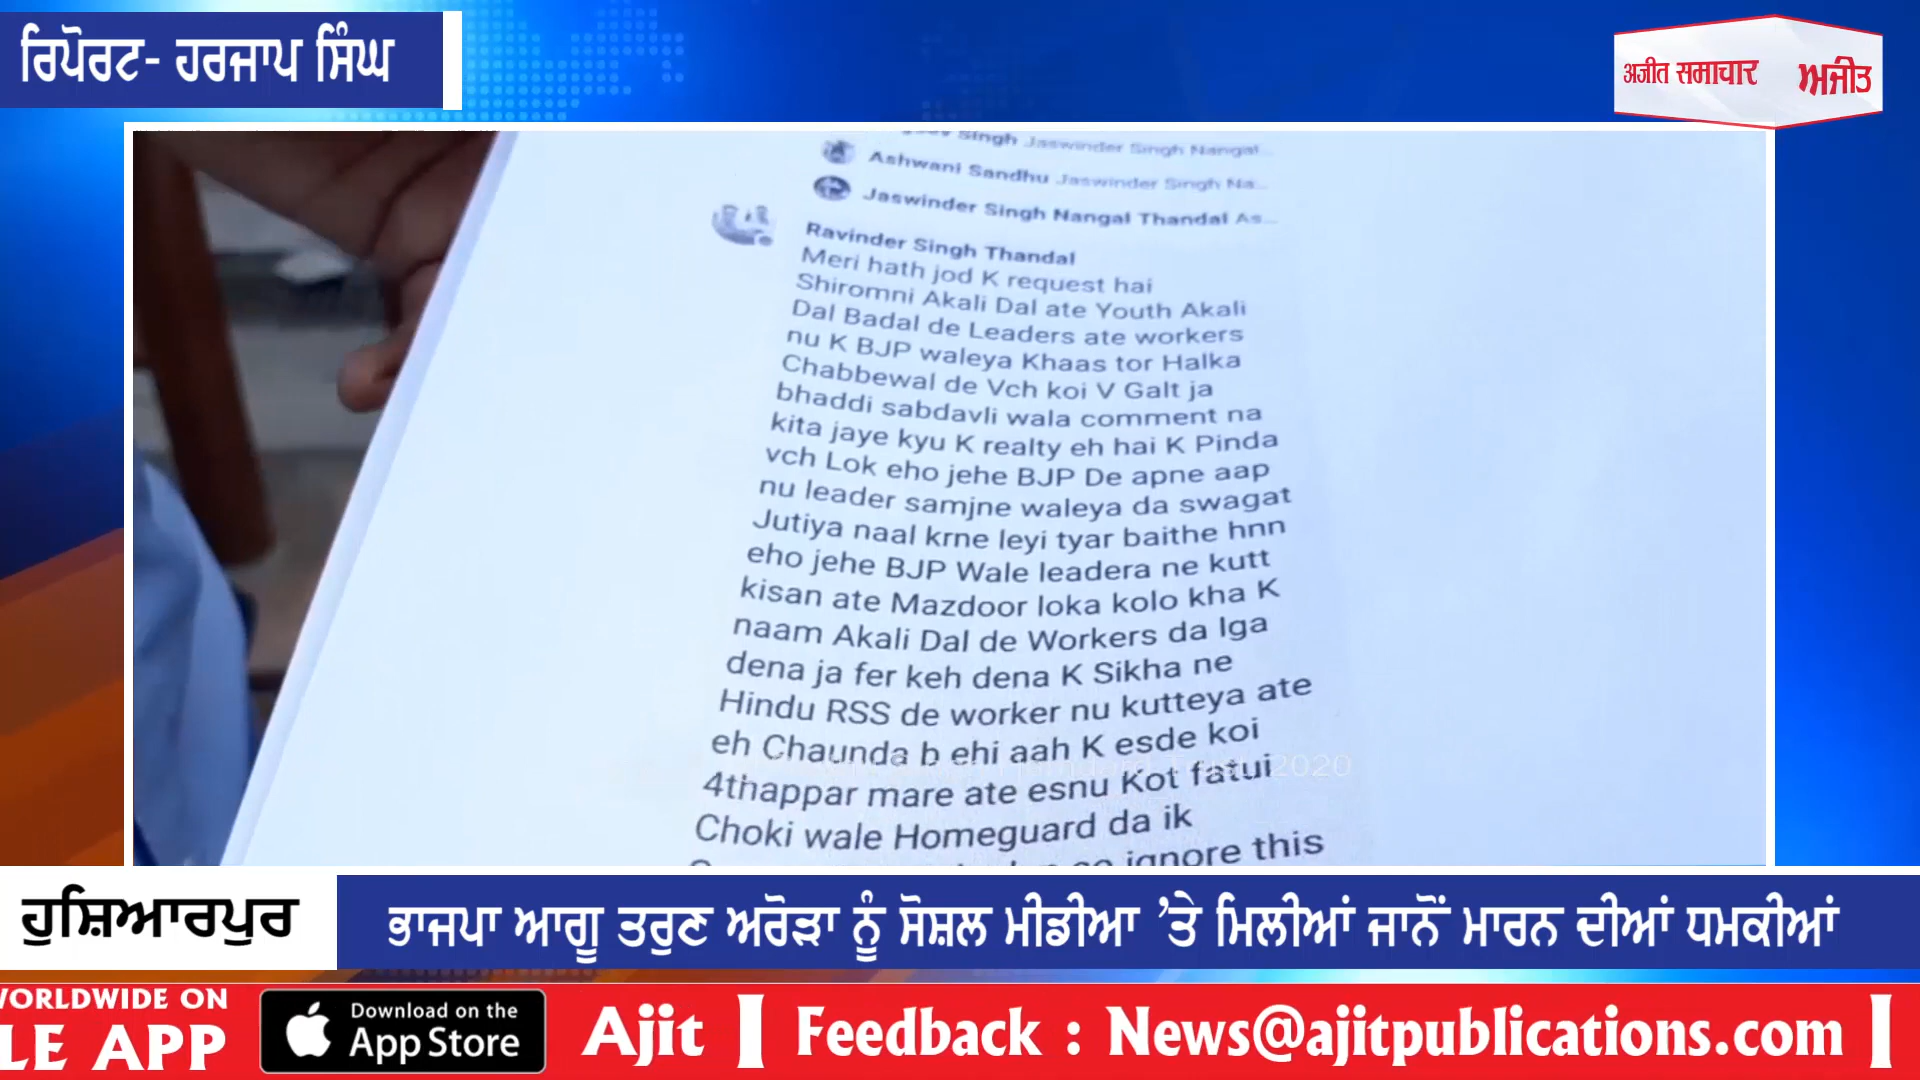 ਰਿਪੋਰਟ- ਹਰਜਾਪ ਸਿੰਘ
अजीत समाचार ਅਜੀਤ
Singh Jaswinder Singh Nangal...
Ashwani Sandhu Jaswinder Singh Na...
Jaswinder Singh Nangal Thandal As...
Ravinder Singh Thandal
Meri hath jod K request hai
Shiromni Akali Dal ate Youth Akali
Dal Badal de Leaders ate workers
nu K BJP waleya Khaas tor Halka
Chabbewal de Vch koi V Galt ja
bhaddi sabdavli wala comment na
kita jaye kyu K realty eh hai K Pinda
vch Lok eho jehe BJP De apne aap
nu leader samjne waleya da swagat
Jutiya naal krne leyi tyar baithe hnn
eho jehe BJP Wale leadera ne kutt
kisan ate Mazdoor loka kolo kha K
naam Akali Dal de Workers da lga
dena ja fer keh dena K Sikha ne
Hindu RSS de worker nu kutteya ate
eh Chaunda b ehi aah K esde koi
2020
4thappar mare ate esnu Kot fatui
Choki wale Homeguard da ik
so ignore this
ਹੁਸ਼ਿਆਰਪੁਰ
ਭਾਜਪਾ ਆਗੂ ਤਰੁਣ ਅਰੋੜਾ ਨੂੰ ਸੋਸ਼ਲ ਮੀਡੀਆ ’ਤੇ ਮਿਲੀਆਂ ਜਾਨੋਂ ਮਾਰਨ ਦੀਆਂ ਧਮਕੀਆਂ
WORLDWIDE ON
LE APP
Download on the
App Store
Ajit | Feedback : News@ajitpublications.com |